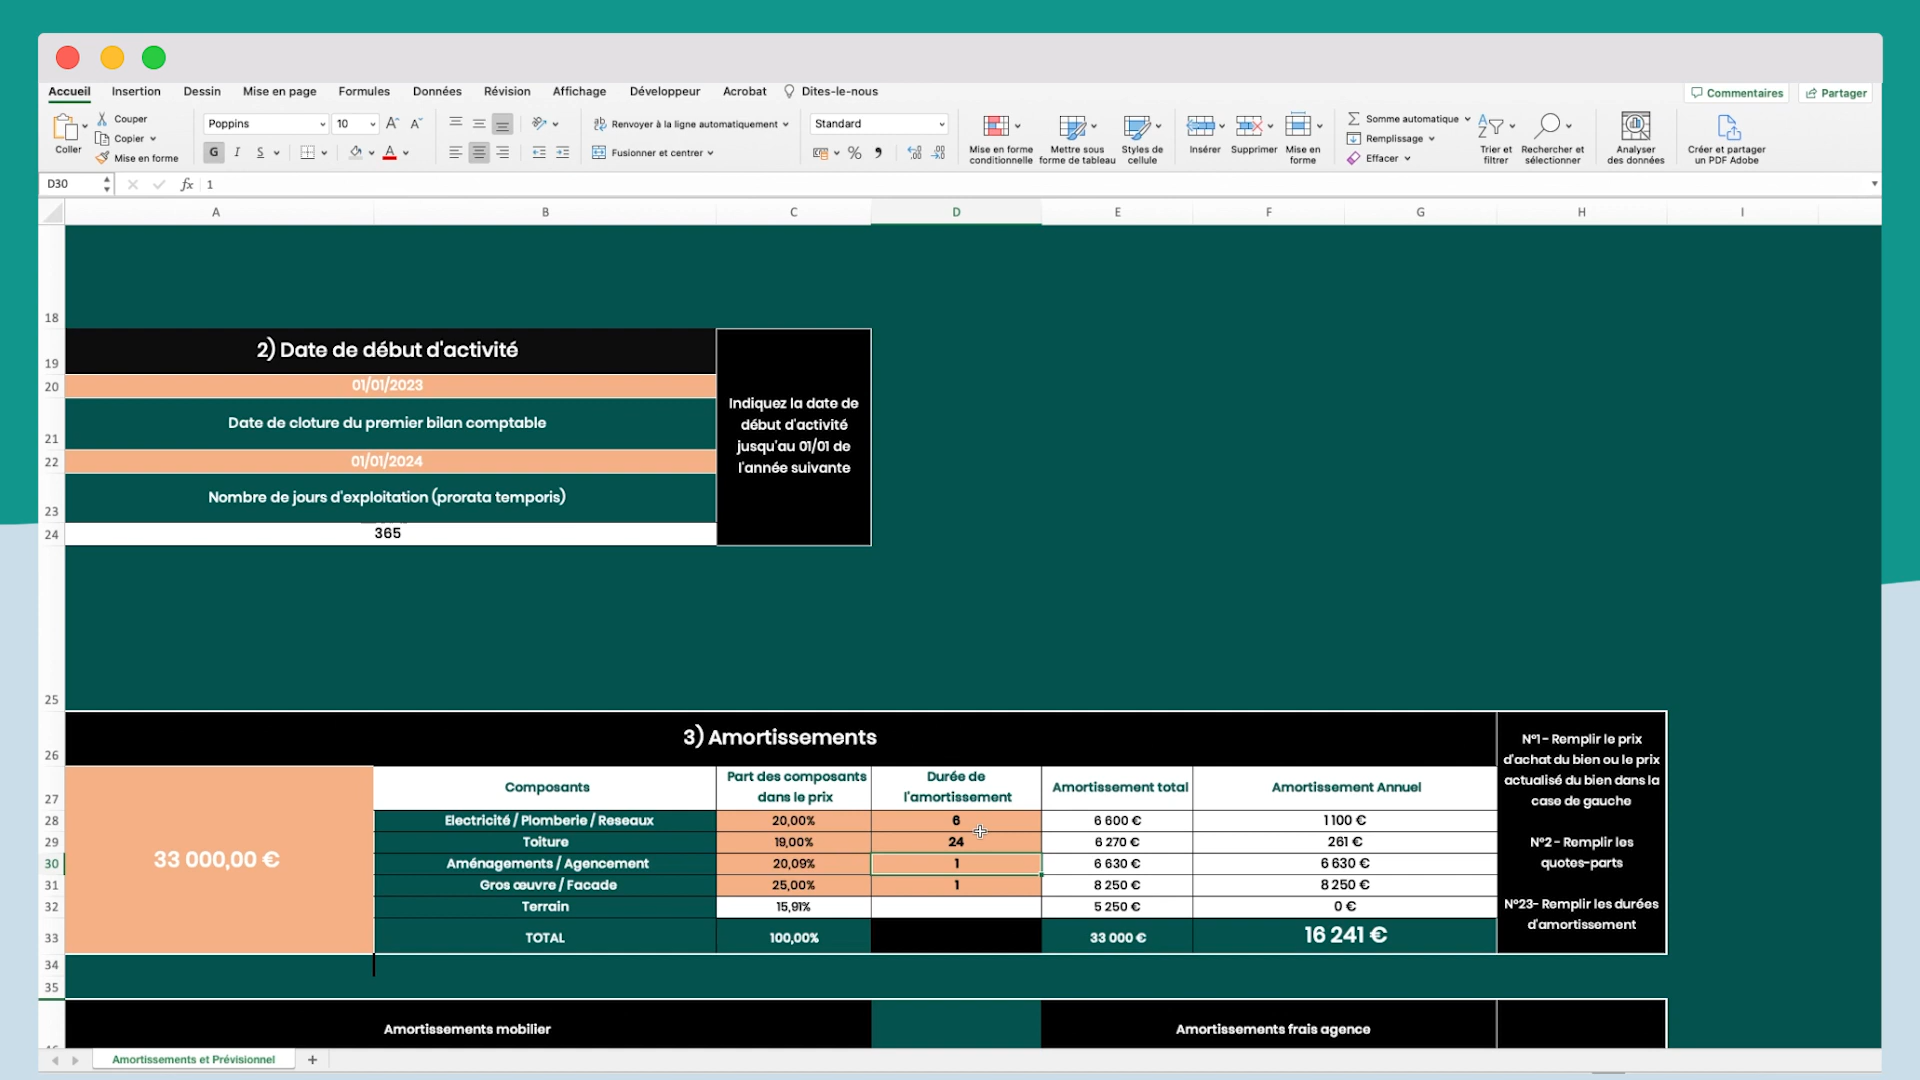 Accueil Insertion Dessin Mise en page Formules Données Révision Affichage Développeur Acrobat Dites-le-nous Commentaires Partager
Coller
Couper
Copier
Mise en forme
Poppins 10
G I S
Renvoyer à la ligne automatiquement
Fusionner et centrer
Standard
%
Mise en forme conditionnelle
Mettre sous forme de tableau
Styles de cellule
Insérer
Supprimer
Mise en forme
Somme automatique
Remplissage
Effacer
Trier et filtrer
Rechercher et sélectionner
Analyser des données
Créer et partager un PDF Adobe
D30 fx 1
A B C D E F G H I
18
19 2) Date de début d'activité
20 01/01/2023
21 Date de cloture du premier bilan comptable
22 01/01/2024
23 Nombre de jours d'exploitation (prorata temporis)
24 365
Indiquez la date de
début d'activité
jusqu'au 01/01 de
l'année suivante
25
26 3) Amortissements
27 Composants Part des composants dans le prix Durée de l'amortissement Amortissement total Amortissement Annuel
33 000,00 €
28 Electricité / Plomberie / Reseaux 20,00% 6 6 600 € 1 100 €
29 Toiture 19,00% 24 6 270 € 261 €
30 Aménagements / Agencement 20,09% 1 6 630 € 6 630 €
31 Gros œuvre / Facade 25,00% 1 8 250 € 8 250 €
32 Terrain 15,91% 5 250 € 0 €
33 TOTAL 100,00% 33 000 € 16 241 €
N°1 - Remplir le prix
d'achat du bien ou le prix
actualisé du bien dans la
case de gauche
N°2 - Remplir les
quotes-parts
N°23- Remplir les durées
d'amortissement
34
35
Amortissements mobilier Amortissements frais agence
Amortissements et Prévisionnel +